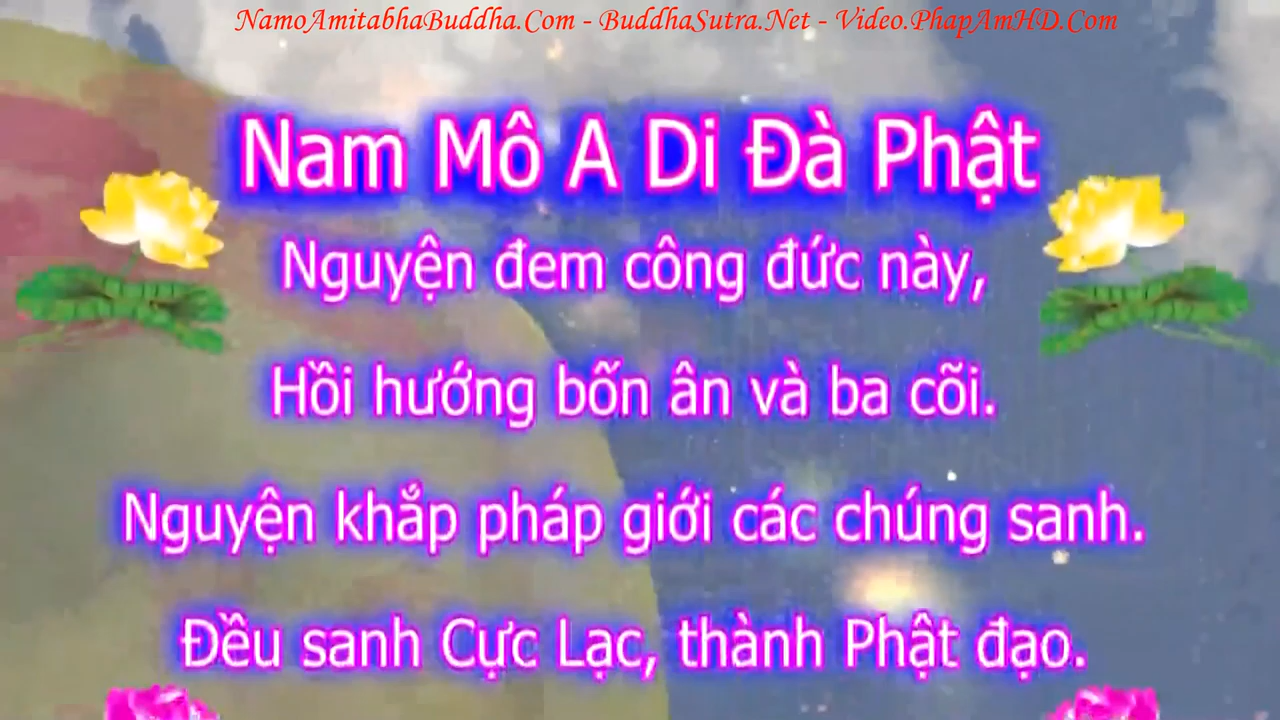 NamoAmitabhaBuddha.Com - BuddhaSutra.Net - Video.PhapAmHD.Com
Nam Mô A Di Đà Phật
Nguyện đem công đức này,
Hồi hướng bốn ân và ba cõi.
Nguyện khắp pháp giới các chúng sanh.
Đều sanh Cực Lạc, thành Phật đạo.